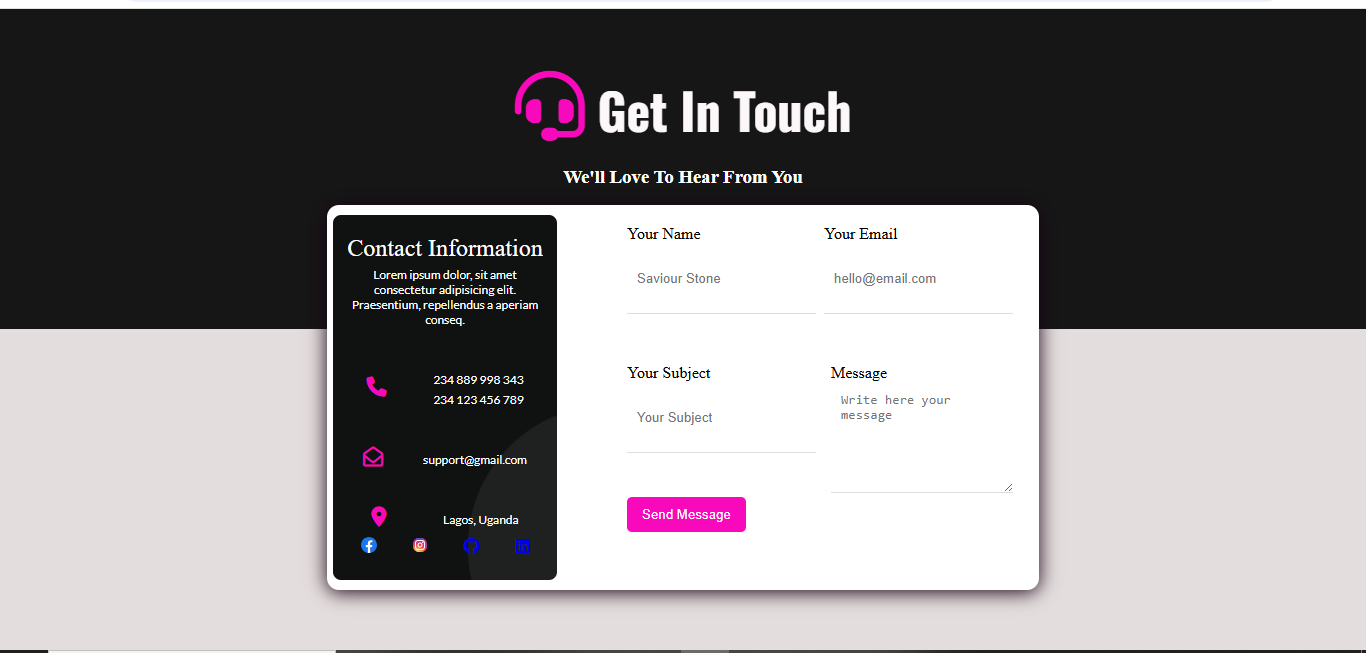 Get In Touch
We'll Love To Hear From You
Contact Information
Lorem ipsum dolor, sit amet
consectetur adipisicing elit.
Praesentium, repellendus a aperiam
conseq.
234 889 998 343
234 123 456 789
support@gmail.com
Lagos, Uganda
Your Name
Your Email
Saviour Stone
hello@email.com
Your Subject
Message
Your Subject
Write here your
message
Send Message